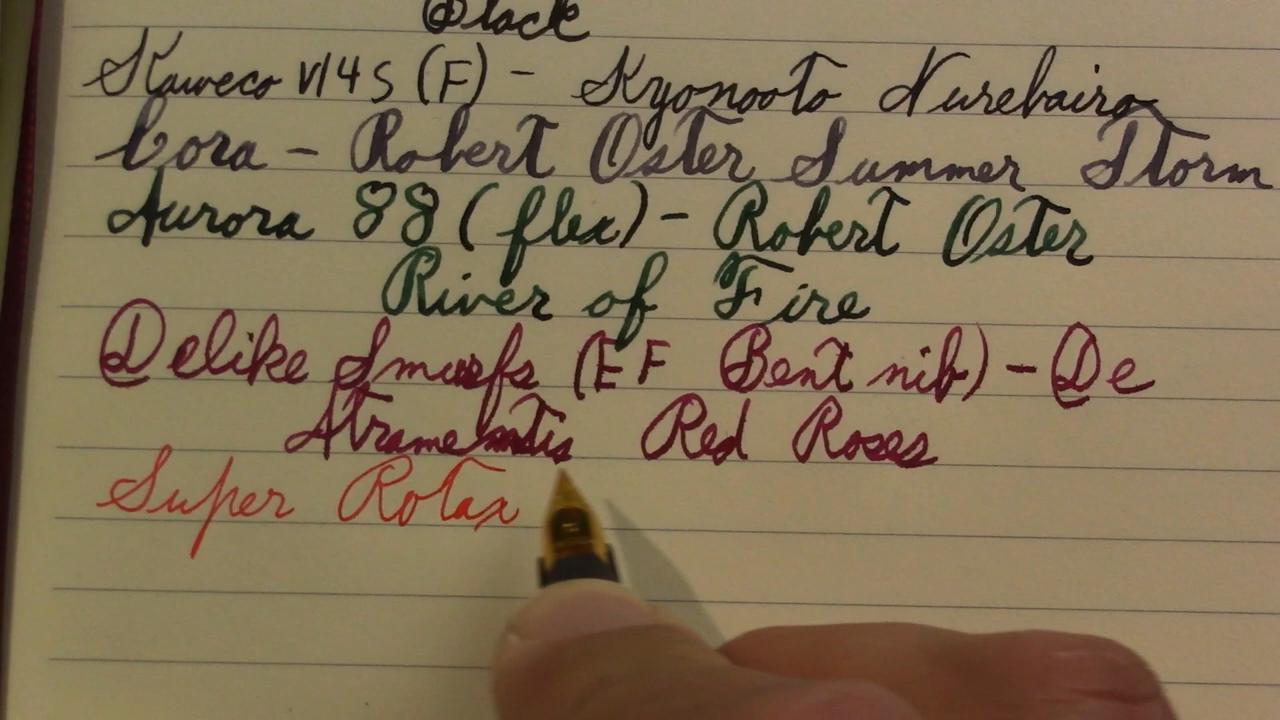 Black
Kaweco V14 S (F) - Kyonooto Nurebairo
Cora - Robert Oster Summer Storm
Aurora 88 (flex) - Robert Oster
River of Fire
Delike Smurfs (EF Bent nib) - De
Atramentis Red Roses
Super Rotax